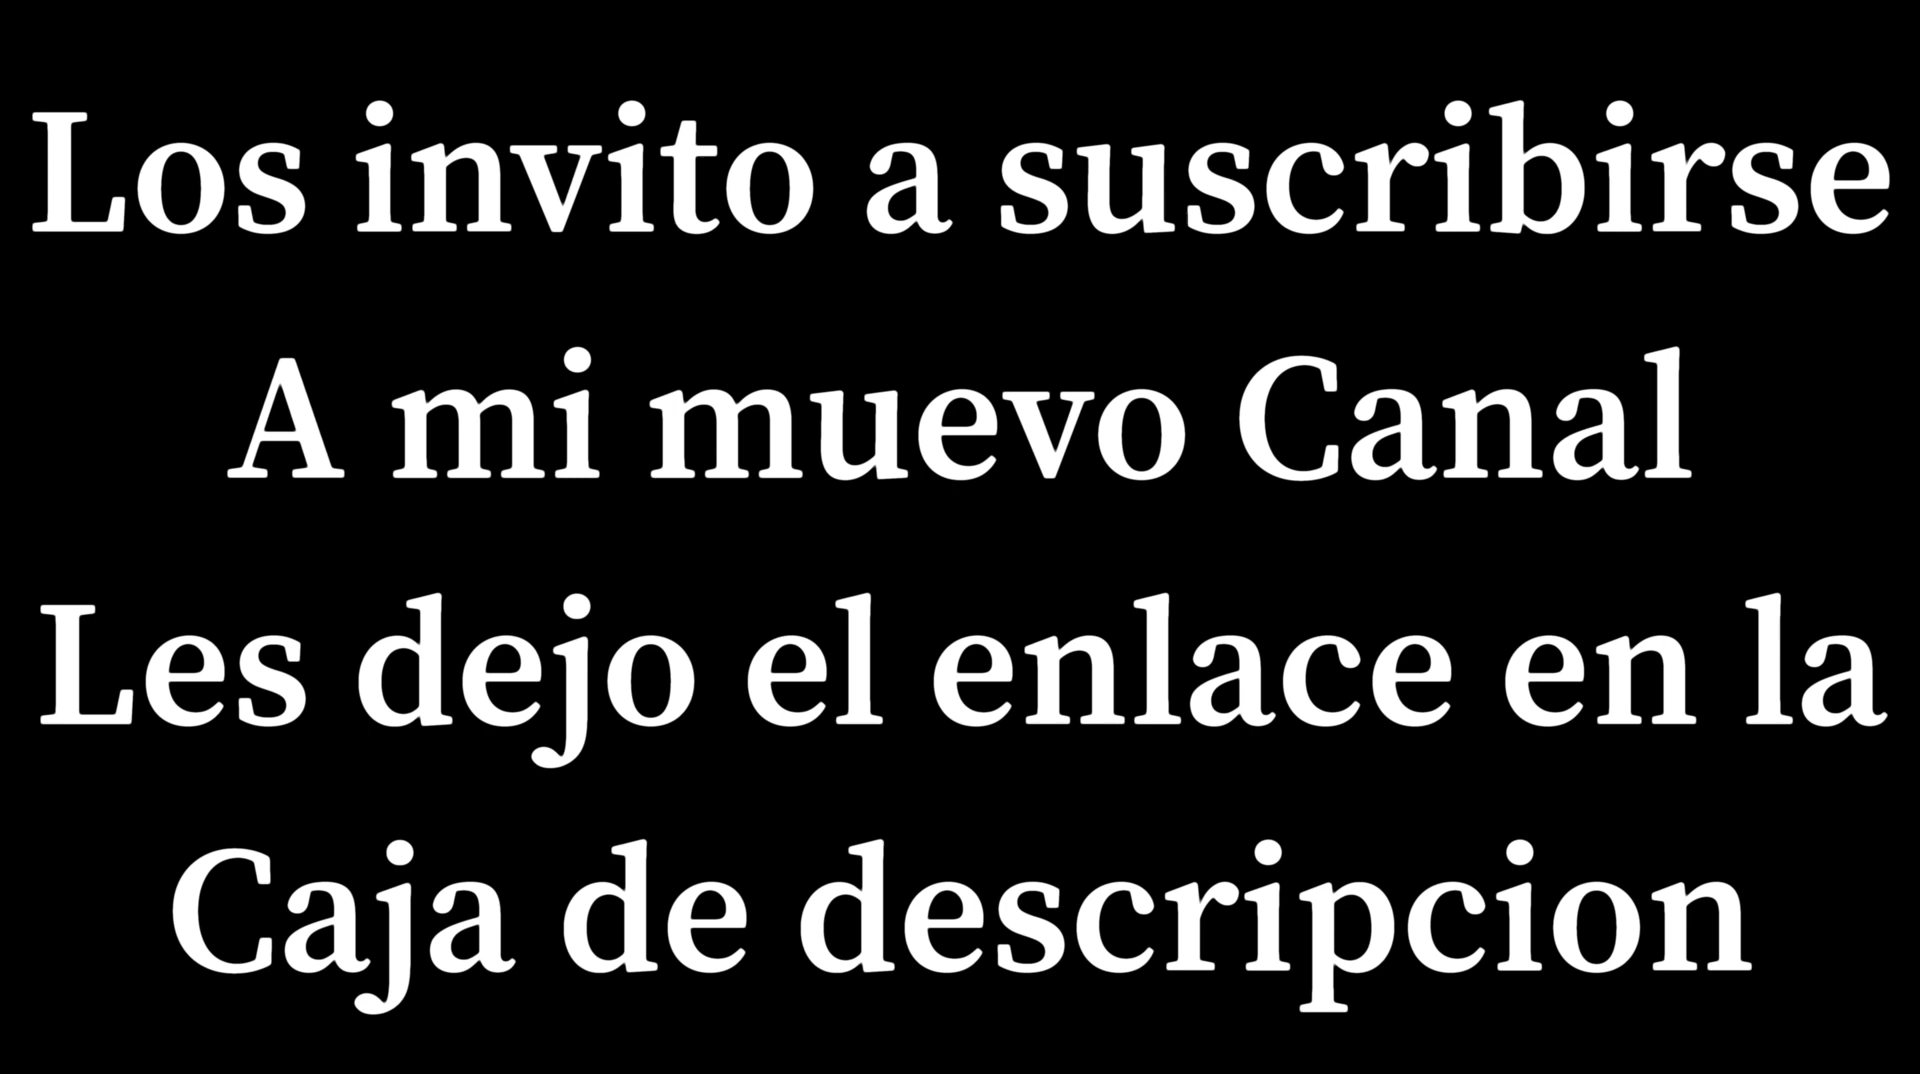 Los invito a suscribirse
A mi muevo Canal
Les dejo el enlace en la
Caja de descripcion